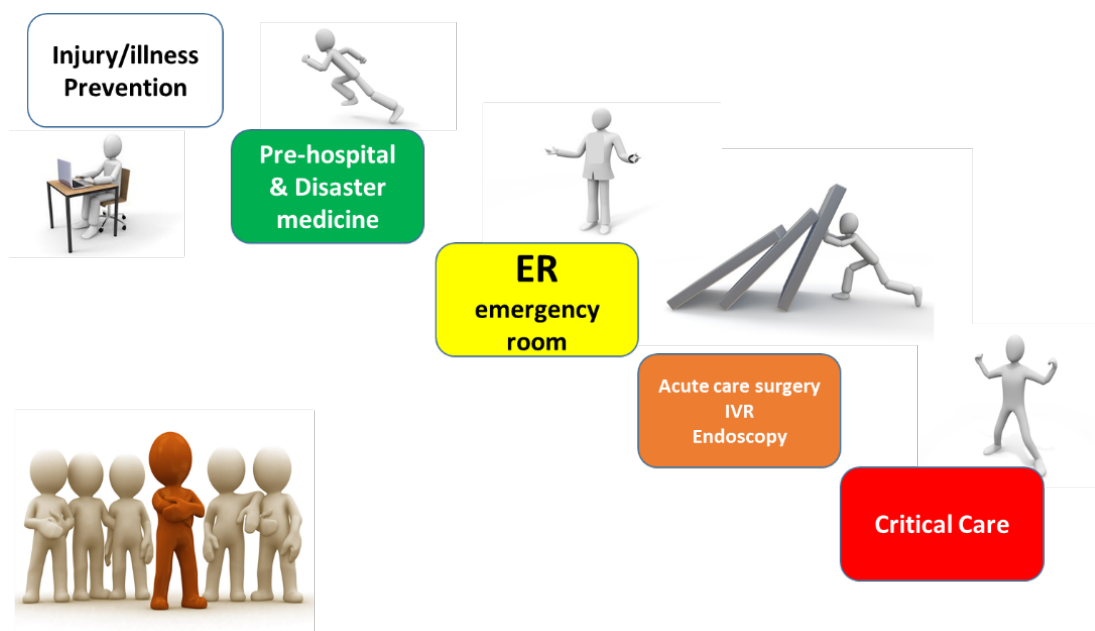 Injury/illness
Prevention
Pre-hospital
& Disaster
medicine
ER
emergency
room
Acute care surgery
IVR
Endoscopy
Critical Care